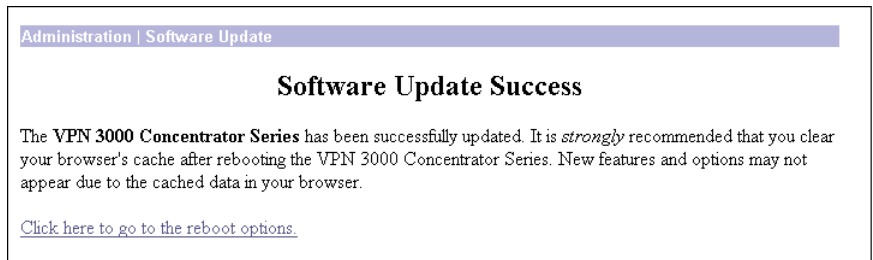 Administration | Software Update
Software Update Success
The VPN 3000 Concentrator Series has been successfully updated. It is strongly recommended that you clear
your browser's cache after rebooting the VPN 3000 Concentrator Series. New features and options may not
appear due to the cached data in your browser.
Click here to go to the reboot options.